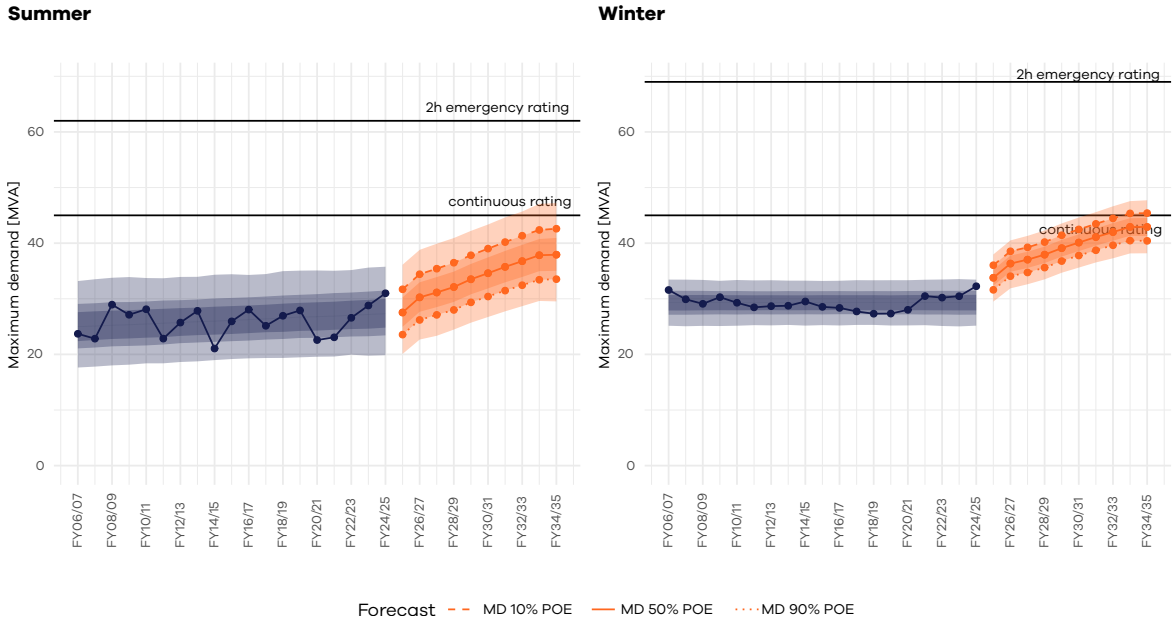 Summer
Maximum demand [MVA]
60
40
20
0
2h emergency rating
continuous rating
FY06/07
FY08/09
FY10/11
FY12/13
FY14/15
FY16/17
FY18/19
FY20/21
FY22/23
FY24/25
FY26/27
FY28/29
FY30/31
FY32/33
FY34/35
Winter
Maximum demand [MVA]
60
40
20
0
2h emergency rating
continuous rating
FY06/07
FY08/09
FY10/11
FY12/13
FY14/15
FY16/17
FY18/19
FY20/21
FY22/23
FY24/25
FY26/27
FY28/29
FY30/31
FY32/33
FY34/35
Forecast MD 10% POE MD 50% POE MD 90% POE